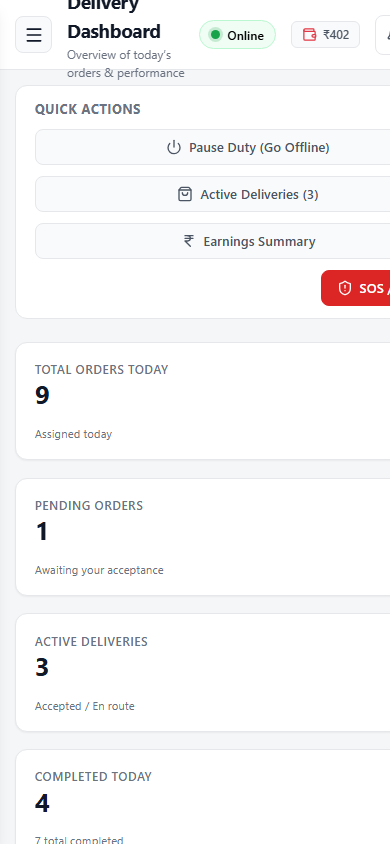 Delivery
Dashboard
Overview of today's
orders & performance
Online
₹402
QUICK ACTIONS
Pause Duty (Go Offline)
Active Deliveries (3)
₹ Earnings Summary
SOS /
TOTAL ORDERS TODAY
9
Assigned today
PENDING ORDERS
1
Awaiting your acceptance
ACTIVE DELIVERIES
3
Accepted / En route
COMPLETED TODAY
4
7 total completed